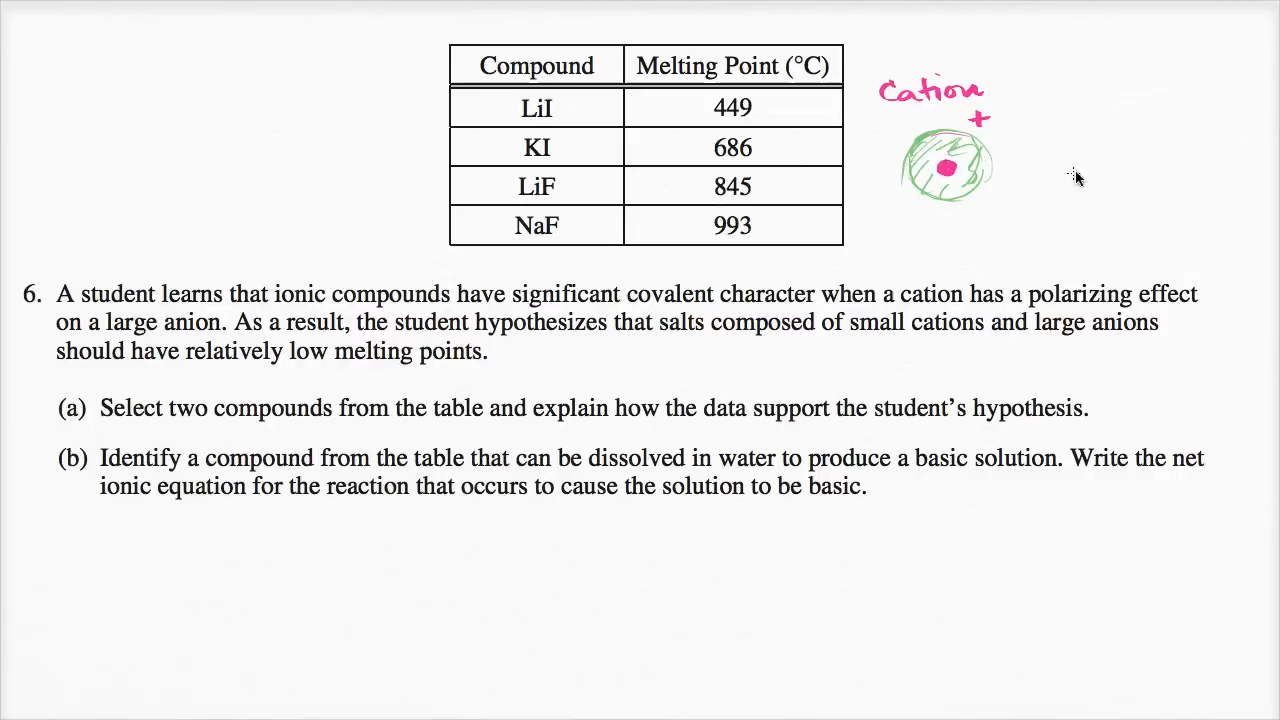 Compound Melting Point (°C)
LiI 449
KI 686
LiF 845
NaF 993
Cation
+
6. A student learns that ionic compounds have significant covalent character when a cation has a polarizing effect
on a large anion. As a result, the student hypothesizes that salts composed of small cations and large anions
should have relatively low melting points.
(a) Select two compounds from the table and explain how the data support the student’s hypothesis.
(b) Identify a compound from the table that can be dissolved in water to produce a basic solution. Write the net
ionic equation for the reaction that occurs to cause the solution to be basic.